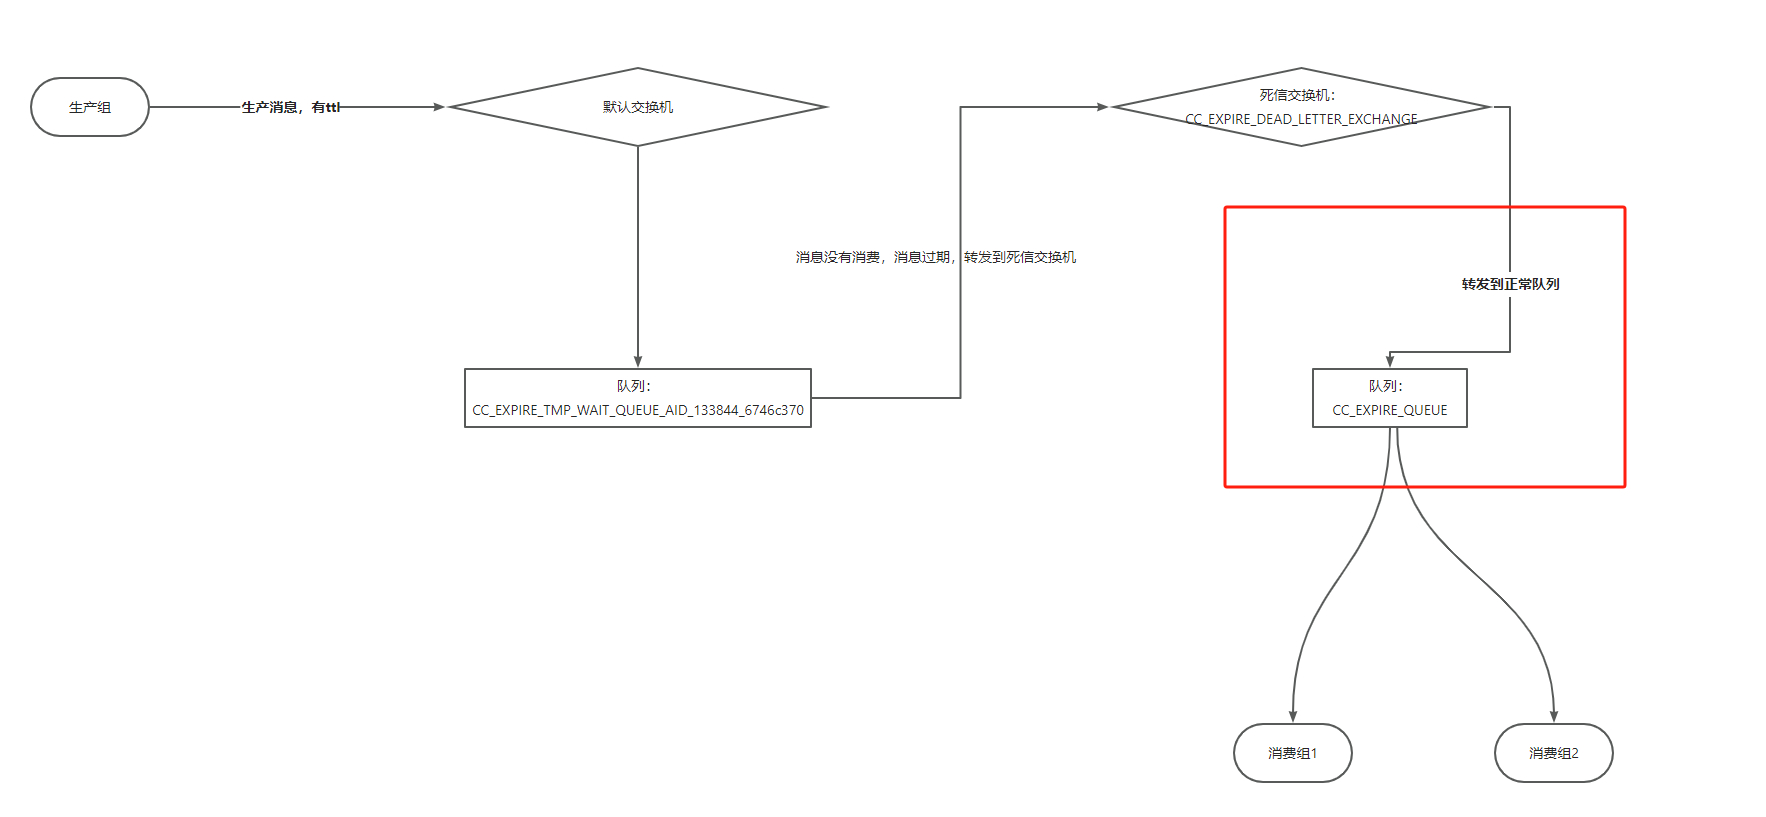 生产组
生产消息，有ttl
默认交换机
死信交换机：
CC_EXPIRE_DEAD_LETTER_EXCHANGE
消息没有消费，消息过期，转发到死信交换机
转发到正常队列
队列：
CC_EXPIRE_TMP_WAIT_QUEUE_AID_133844_6746c370
队列：
CC_EXPIRE_QUEUE
消费组1
消费组2